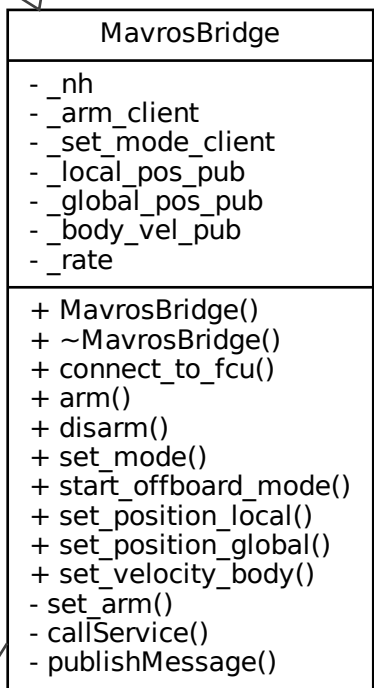 MavrosBridge
- _nh
- _arm_client
- _set_mode_client
- _local_pos_pub
- _global_pos_pub
- _body_vel_pub
- _rate
+ MavrosBridge()
+ ~MavrosBridge()
+ connect_to_fcu()
+ arm()
+ disarm()
+ set_mode()
+ start_offboard_mode()
+ set_position_local()
+ set_position_global()
+ set_velocity_body()
- set_arm()
- callService()
- publishMessage()